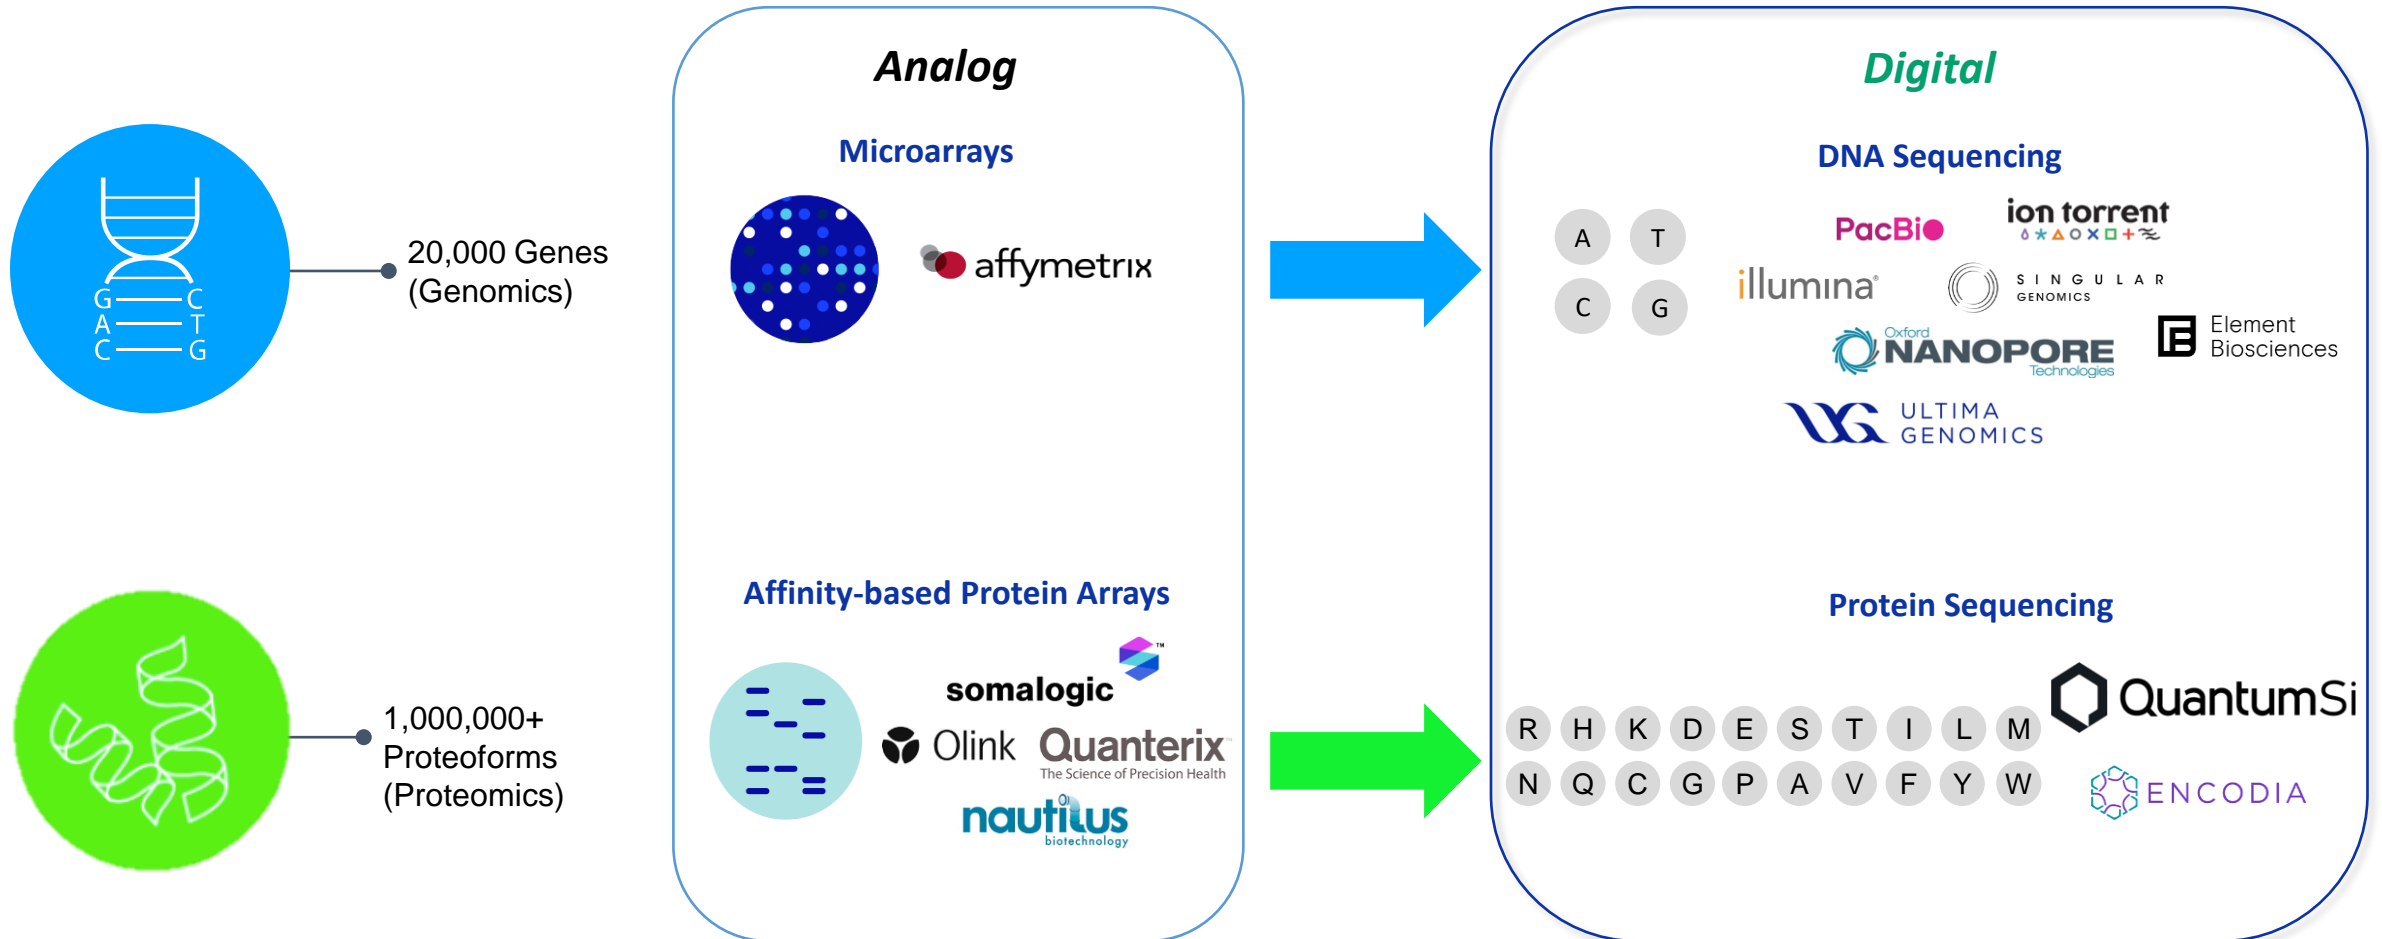 Analog
Digital
Microarrays
DNA Sequencing
G C
A T
C G
20,000 Genes
(Genomics)
affymetrix
A T
C G
PacBio
ion torrent
illumina®
SINGULAR
GENOMICS
Oxford
NANOPORE
Technologies
Element
Biosciences
ULTIMA
GENOMICS
Affinity-based Protein Arrays
Protein Sequencing
1,000,000+
Proteoforms
(Proteomics)
somalogic™
Olink
Quanterix™
The Science of Precision Health
nautilus
biotechnology
R H K D E S T I L M
N Q C G P A V F Y W
QuantumSi
ENCODIA